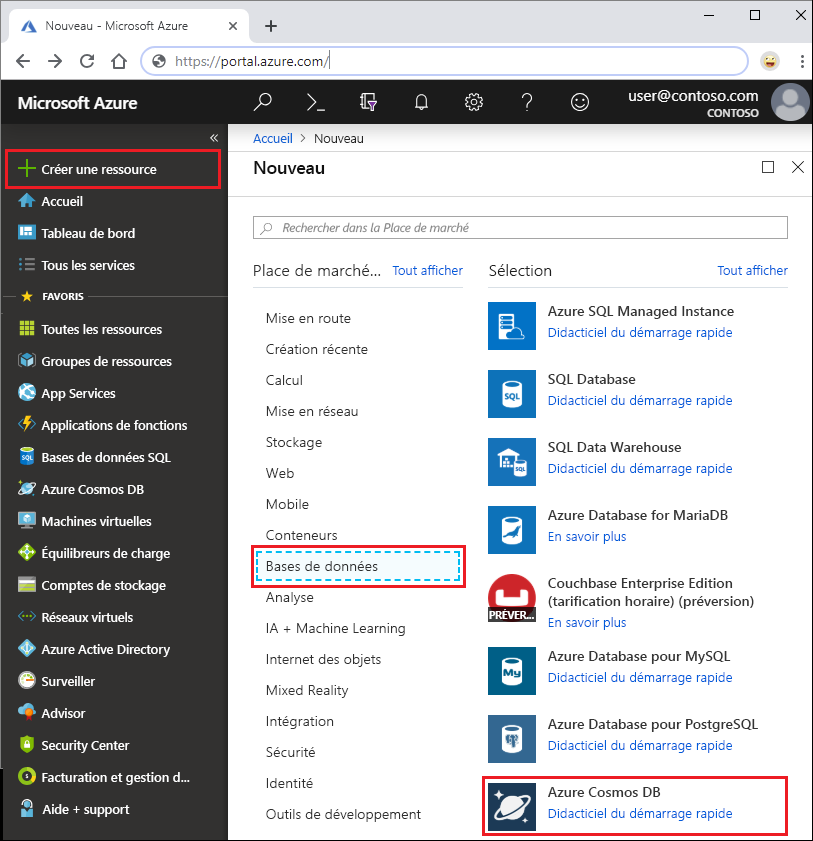 Nouveau - Microsoft Azure
https://portal.azure.com/
Microsoft Azure
user@contoso.com
CONTOSO
Créer une ressource
Accueil
Tableau de bord
Tous les services
FAVORIS
Toutes les ressources
Groupes de ressources
App Services
Applications de fonctions
Bases de données SQL
Azure Cosmos DB
Machines virtuelles
Équilibreurs de charge
Comptes de stockage
Réseaux virtuels
Azure Active Directory
Surveiller
Advisor
Security Center
Facturation et gestion d...
Aide + support
Accueil > Nouveau
Nouveau
Rechercher dans la Place de marché
Place de marché... Tout afficher
Mise en route
Création récente
Calcul
Mise en réseau
Stockage
Web
Mobile
Conteneurs
Bases de données
Analyse
IA + Machine Learning
Internet des objets
Mixed Reality
Intégration
Sécurité
Identité
Outils de développement
Sélection Tout afficher
Azure SQL Managed Instance
Didacticiel du démarrage rapide
SQL
SQL Database
Didacticiel du démarrage rapide
SQL
SQL Data Warehouse
Didacticiel du démarrage rapide
Azure Database for MariaDB
En savoir plus
PRÉVER...
Couchbase Enterprise Edition
(tarification horaire) (préversion)
En savoir plus
My
Azure Database pour MySQL
Didacticiel du démarrage rapide
Azure Database pour PostgreSQL
Didacticiel du démarrage rapide
Azure Cosmos DB
Didacticiel du démarrage rapide